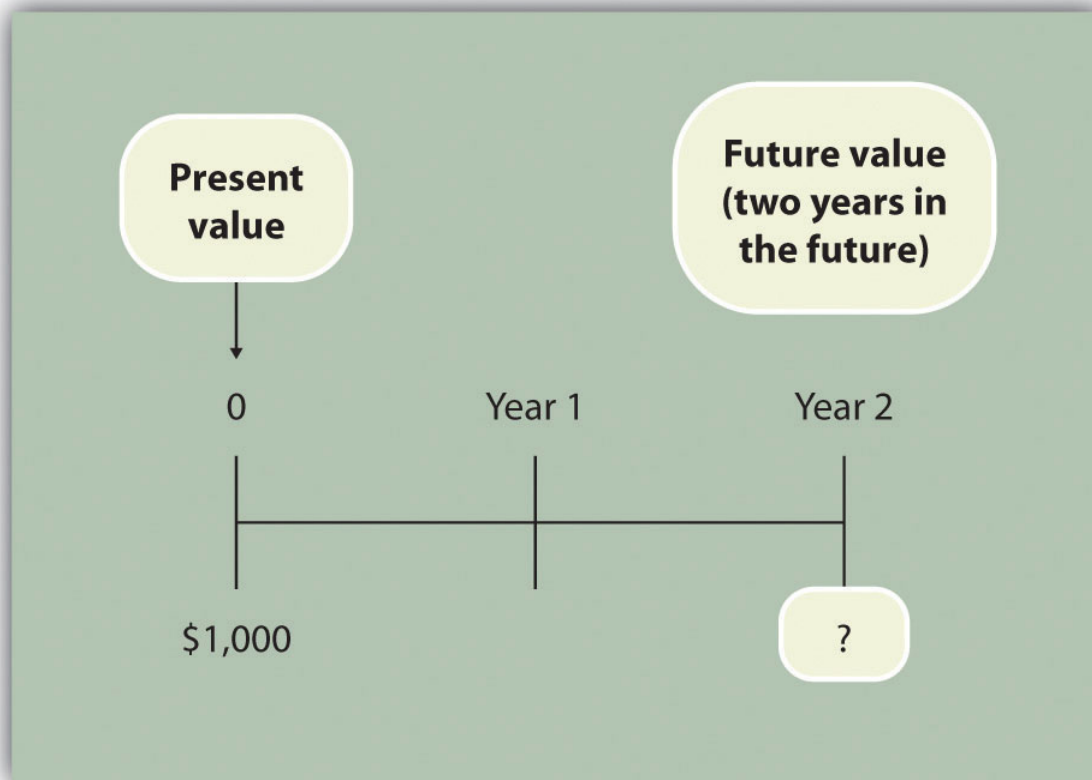 Present
value
Future value
(two years in
the future)
0
Year 1
Year 2
$1,000
?